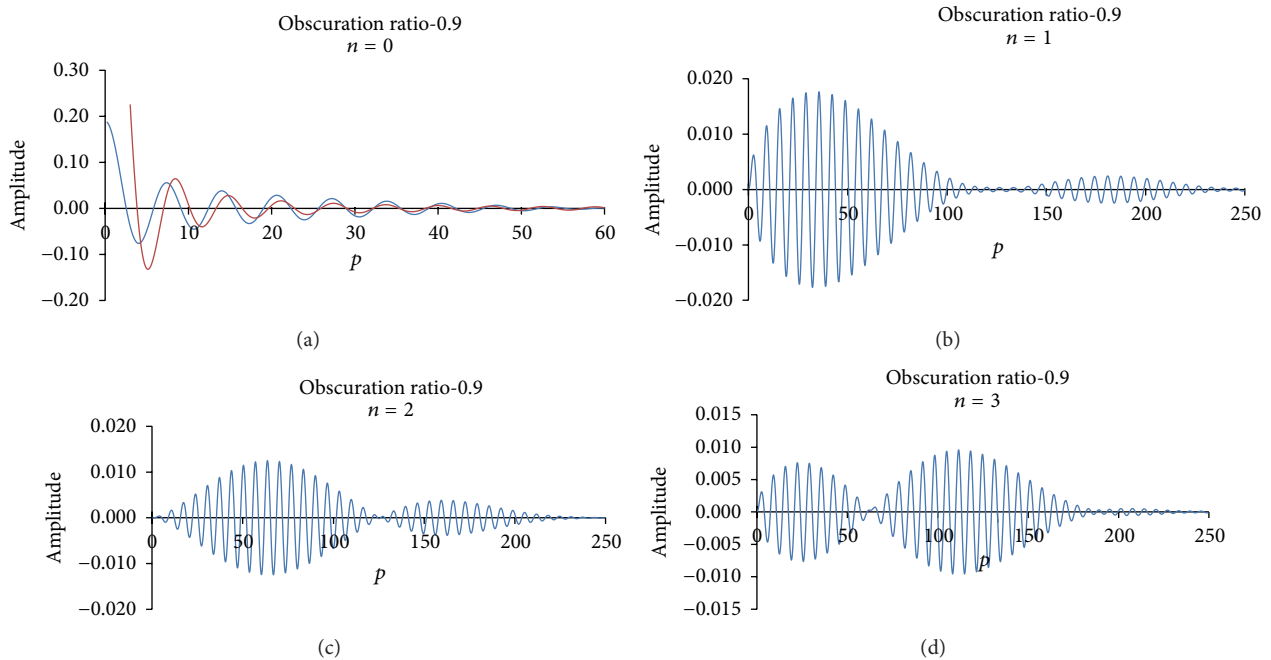 Obscuration ratio-0.9
n = 0
0.30
0.20
0.10
0.00
−0.10
−0.20
Amplitude
0 10 20 30 40 50 60
p
(a)
Obscuration ratio-0.9
n = 1
0.020
0.010
0.000
−0.010
−0.020
Amplitude
0 50 100 150 200 250
p
(b)
Obscuration ratio-0.9
n = 2
0.020
0.010
0.000
−0.010
−0.020
Amplitude
0 50 100 150 200 250
p
(c)
Obscuration ratio-0.9
n = 3
0.015
0.010
0.005
0.000
−0.005
−0.010
−0.015
Amplitude
0 50 100 150 200 250
p
(d)